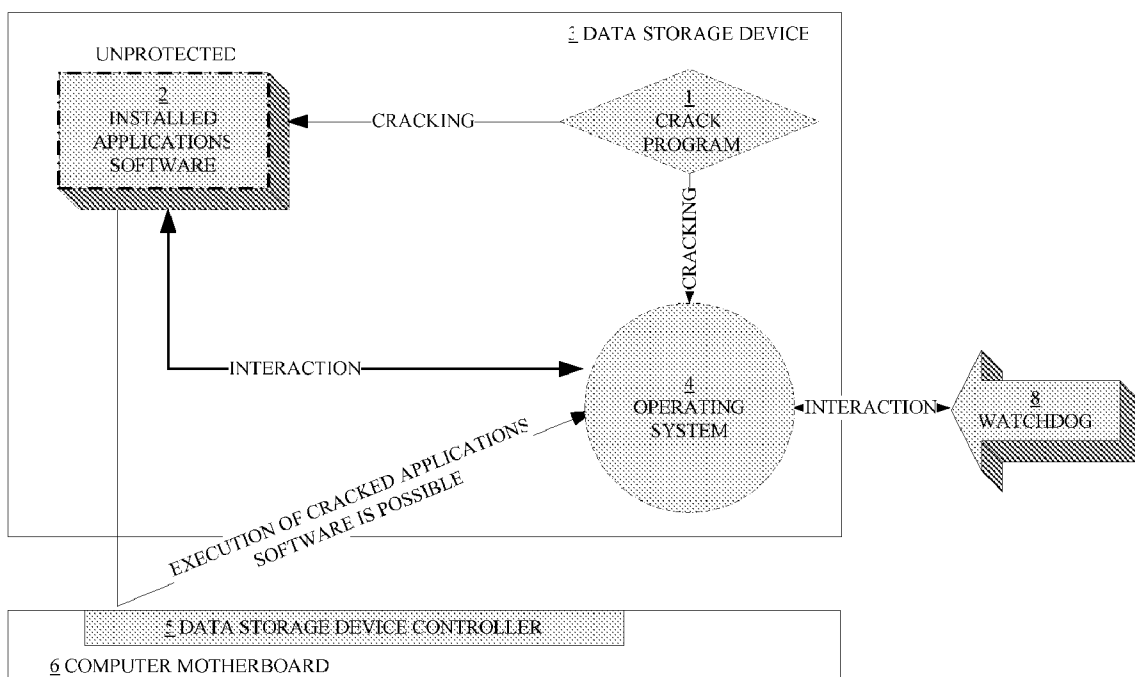 3 DATA STORAGE DEVICE
UNPROTECTED
2
INSTALLED
APPLICATIONS
SOFTWARE
CRACKING
1
CRACK
PROGRAM
CRACKING
INTERACTION
4
OPERATING
SYSTEM
INTERACTION
8
WATCHDOG
EXECUTION OF CRACKED APPLICATIONS
SOFTWARE IS POSSIBLE
5 DATA STORAGE DEVICE CONTROLLER
6 COMPUTER MOTHERBOARD